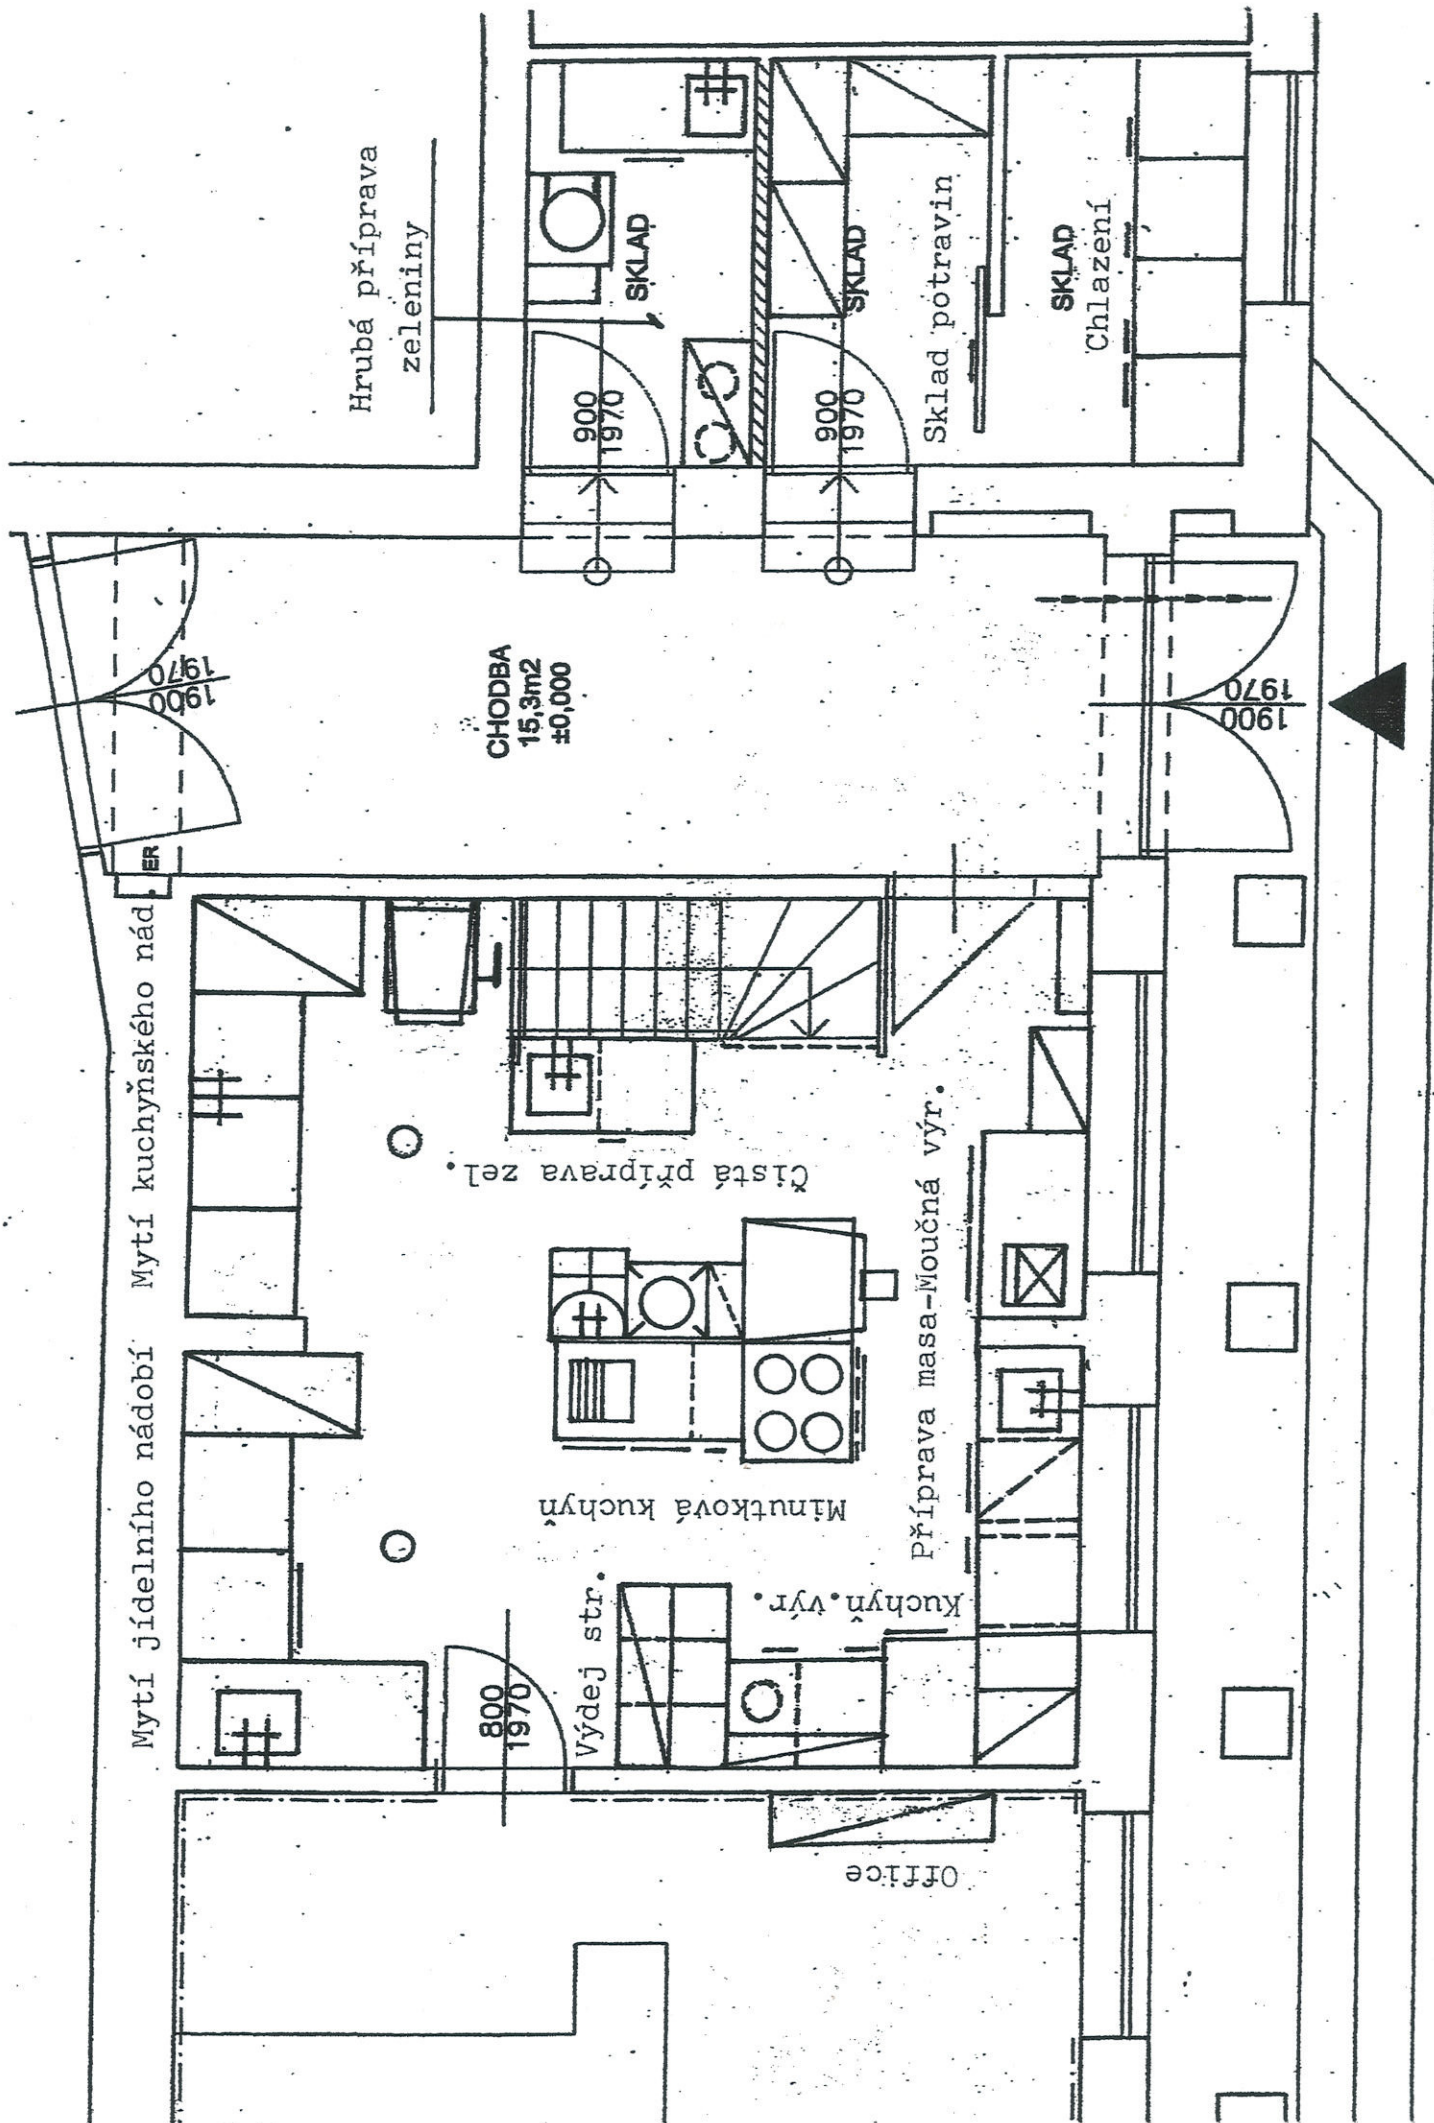 Hrubá příprava
zeleniny
SKLAD
900
1970
SKLAD
Sklad potravin
900
1970
SKLAD
Chlazení
1900
1970
CHODBA
15,3m2
±0,000
1900
1970
ER
Mytí kuchyňského nád.
Mytí jídelního nádobí
Čistá příprava zel.
Minutková kuchyň
Příprava masa-Moučná výr.
Kuchyň.výr.
Výdej str.
800
1970
Office